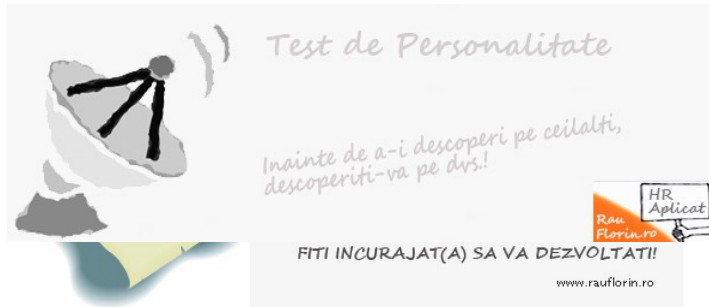 Test de Personalitate
Inainte de a-i descoperi pe ceilalti,
descoperiti-va pe dvs.!
HR
Aplicat
Rau
Florin.ro
FITI INCURAJAT(A) SA VA DEZVOLTATI!
www.rauflorin.ro